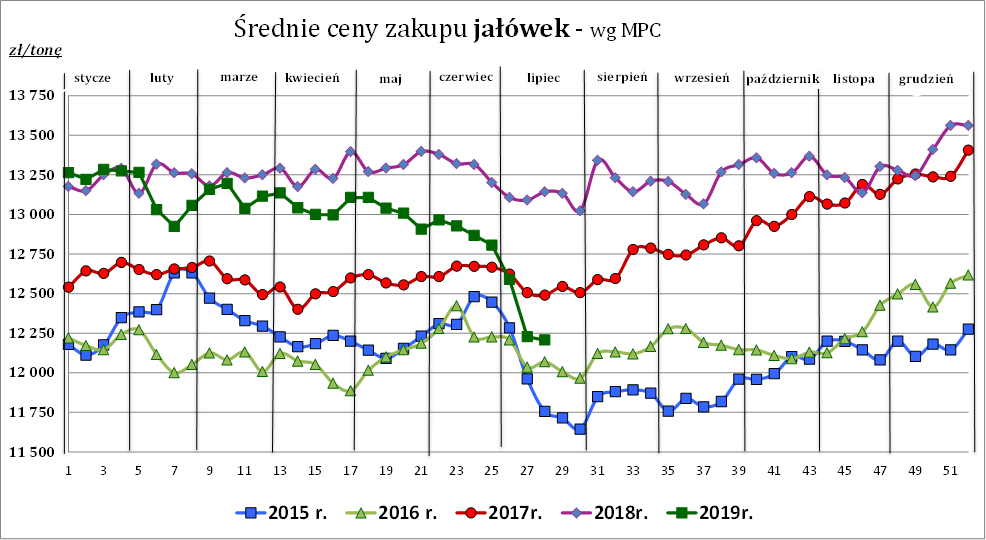 Średnie ceny zakupu jałówek - wg MPC
zł/tonę
stycze luty marze kwiecień maj czerwiec lipiec sierpień wrzesień październik listopa grudzień
13 750
13 500
13 250
13 000
12 750
12 500
12 250
12 000
11 750
11 500
1 3 5 7 9 11 13 15 17 19 21 23 25 27 29 31 33 35 37 39 41 43 45 47 49 51
2015 r. 2016 r. 2017r. 2018r. 2019r.